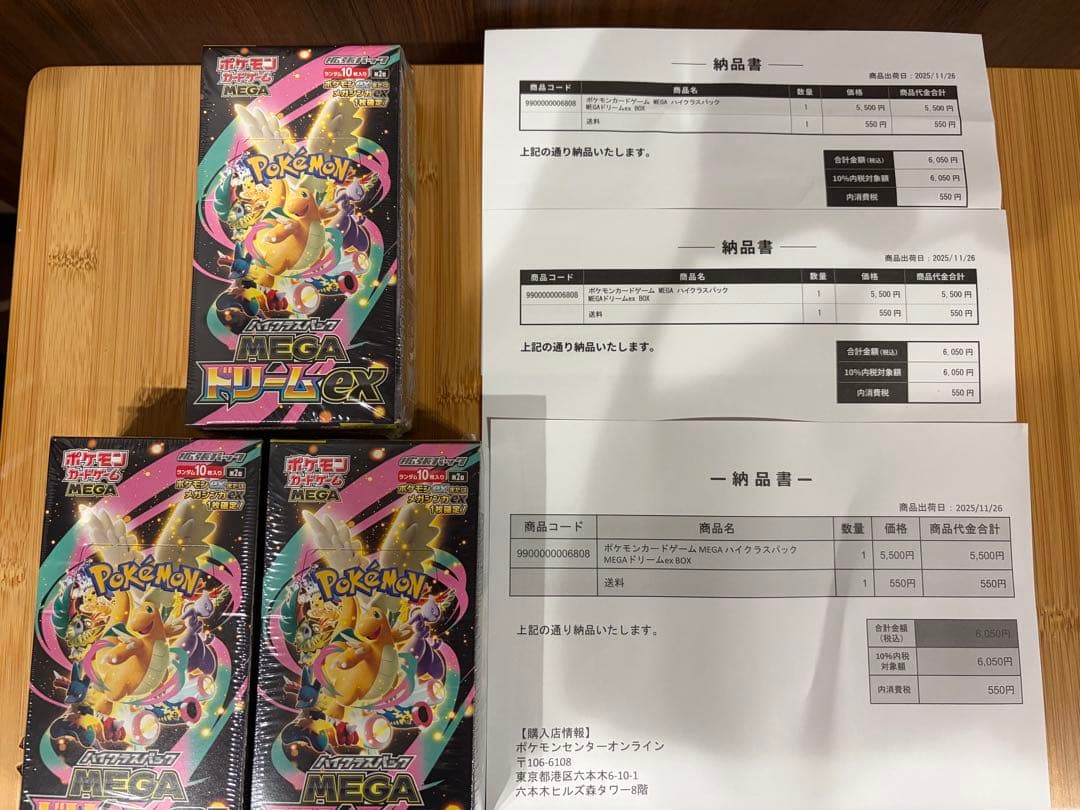 ポケモン
カードゲーム
MEGA
拡張パック
ランダム10枚入り 第2版
ポケモンexまたは
メガシンカex
1枚確定!
POKÉMON
ハイクラスパック
MEGA
ドリームex
ポケモン
カードゲーム
MEGA
拡張パック
ランダム10枚入り
ポケモンexまたは
メガシンカex
1枚確定!
POKÉMON
ハイクラスパック
MEGA
ポケモン
カードゲーム
MEGA
拡張パック
ランダム10枚入り
ポケモンexまたは
メガシンカex
1枚確定!
POKÉMON
ハイクラスパック
MEGA
納品書
商品出荷日：2025/11/26
商品コード 商品名 数量 価格 商品代金合計
9900000006808 ポケモンカードゲーム MEGA ハイクラスパック 1 5,500円 5,500円
MEGAドリームex BOX
送料 1 550円 550円
上記の通り納品いたします。
合計金額(税込) 6,050円
10%内税対象額 6,050円
内消費税 550円
納品書
商品出荷日：2025/11/26
商品コード 商品名 数量 価格 商品代金合計
9900000006808 ポケモンカードゲーム MEGA ハイクラスパック 1 5,500円 5,500円
MEGAドリームex BOX
送料 1 550円 550円
上記の通り納品いたします。
合計金額(税込) 6,050円
10%内税対象額 6,050円
内消費税 550円
納品書
商品出荷日：2025/11/26
商品コード 商品名 数量 価格 商品代金合計
9900000006808 ポケモンカードゲーム MEGA ハイクラスパック 1 5,500円 5,500円
MEGAドリームex BOX
送料 1 550円 550円
上記の通り納品いたします。
合計金額
(税込) 6,050円
10%内税
対象額 6,050円
内消費税 550円
【購入店情報】
ポケモンセンターオンライン
〒106-6108
東京都港区六本木6-10-1
六本木ヒルズ森タワー8階